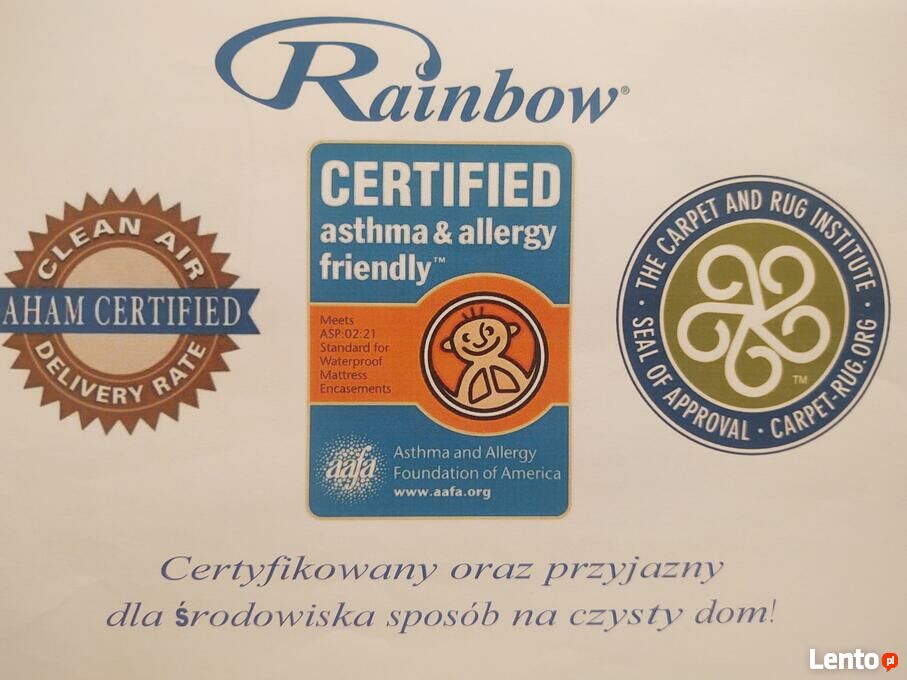 Rainbow®
CLEAN AIR
AHAM CERTIFIED
DELIVERY RATE
CERTIFIED
asthma & allergy
friendly™
Meets
ASP:02:21
Standard for
Waterproof
Mattress
Encasements
aafa
Asthma and Allergy
Foundation of America
www.aafa.org
· THE CARPET AND RUG INSTITUTE ·
SEAL OF APPROVAL · CARPET-RUG.ORG
TM
Certyfikowany oraz przyjazny
dla środowiska sposób na czysty dom!
Lento pl